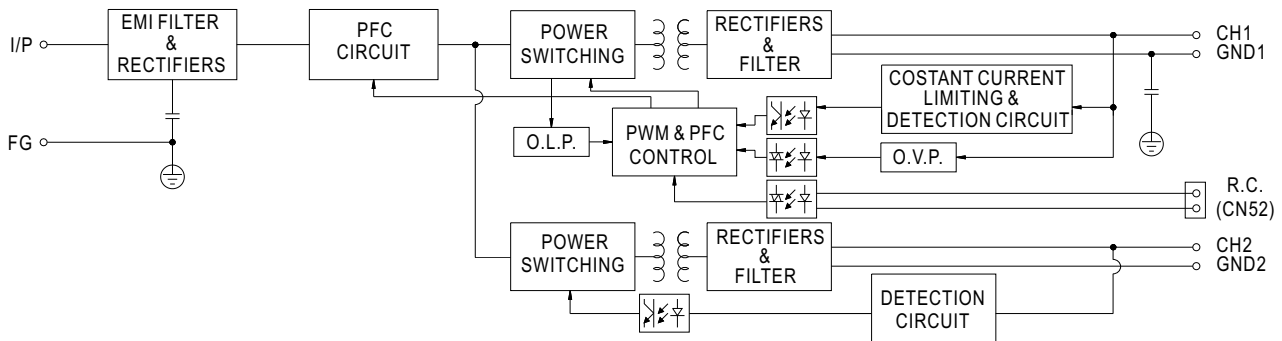 I/P
EMI FILTER
&
RECTIFIERS
PFC
CIRCUIT
POWER
SWITCHING
RECTIFIERS
&
FILTER
CH1
GND1
COSTANT CURRENT
LIMITING &
DETECTION CIRCUIT
FG
O.L.P.
PWM & PFC
CONTROL
O.V.P.
R.C.
(CN52)
POWER
SWITCHING
RECTIFIERS
&
FILTER
CH2
GND2
DETECTION
CIRCUIT